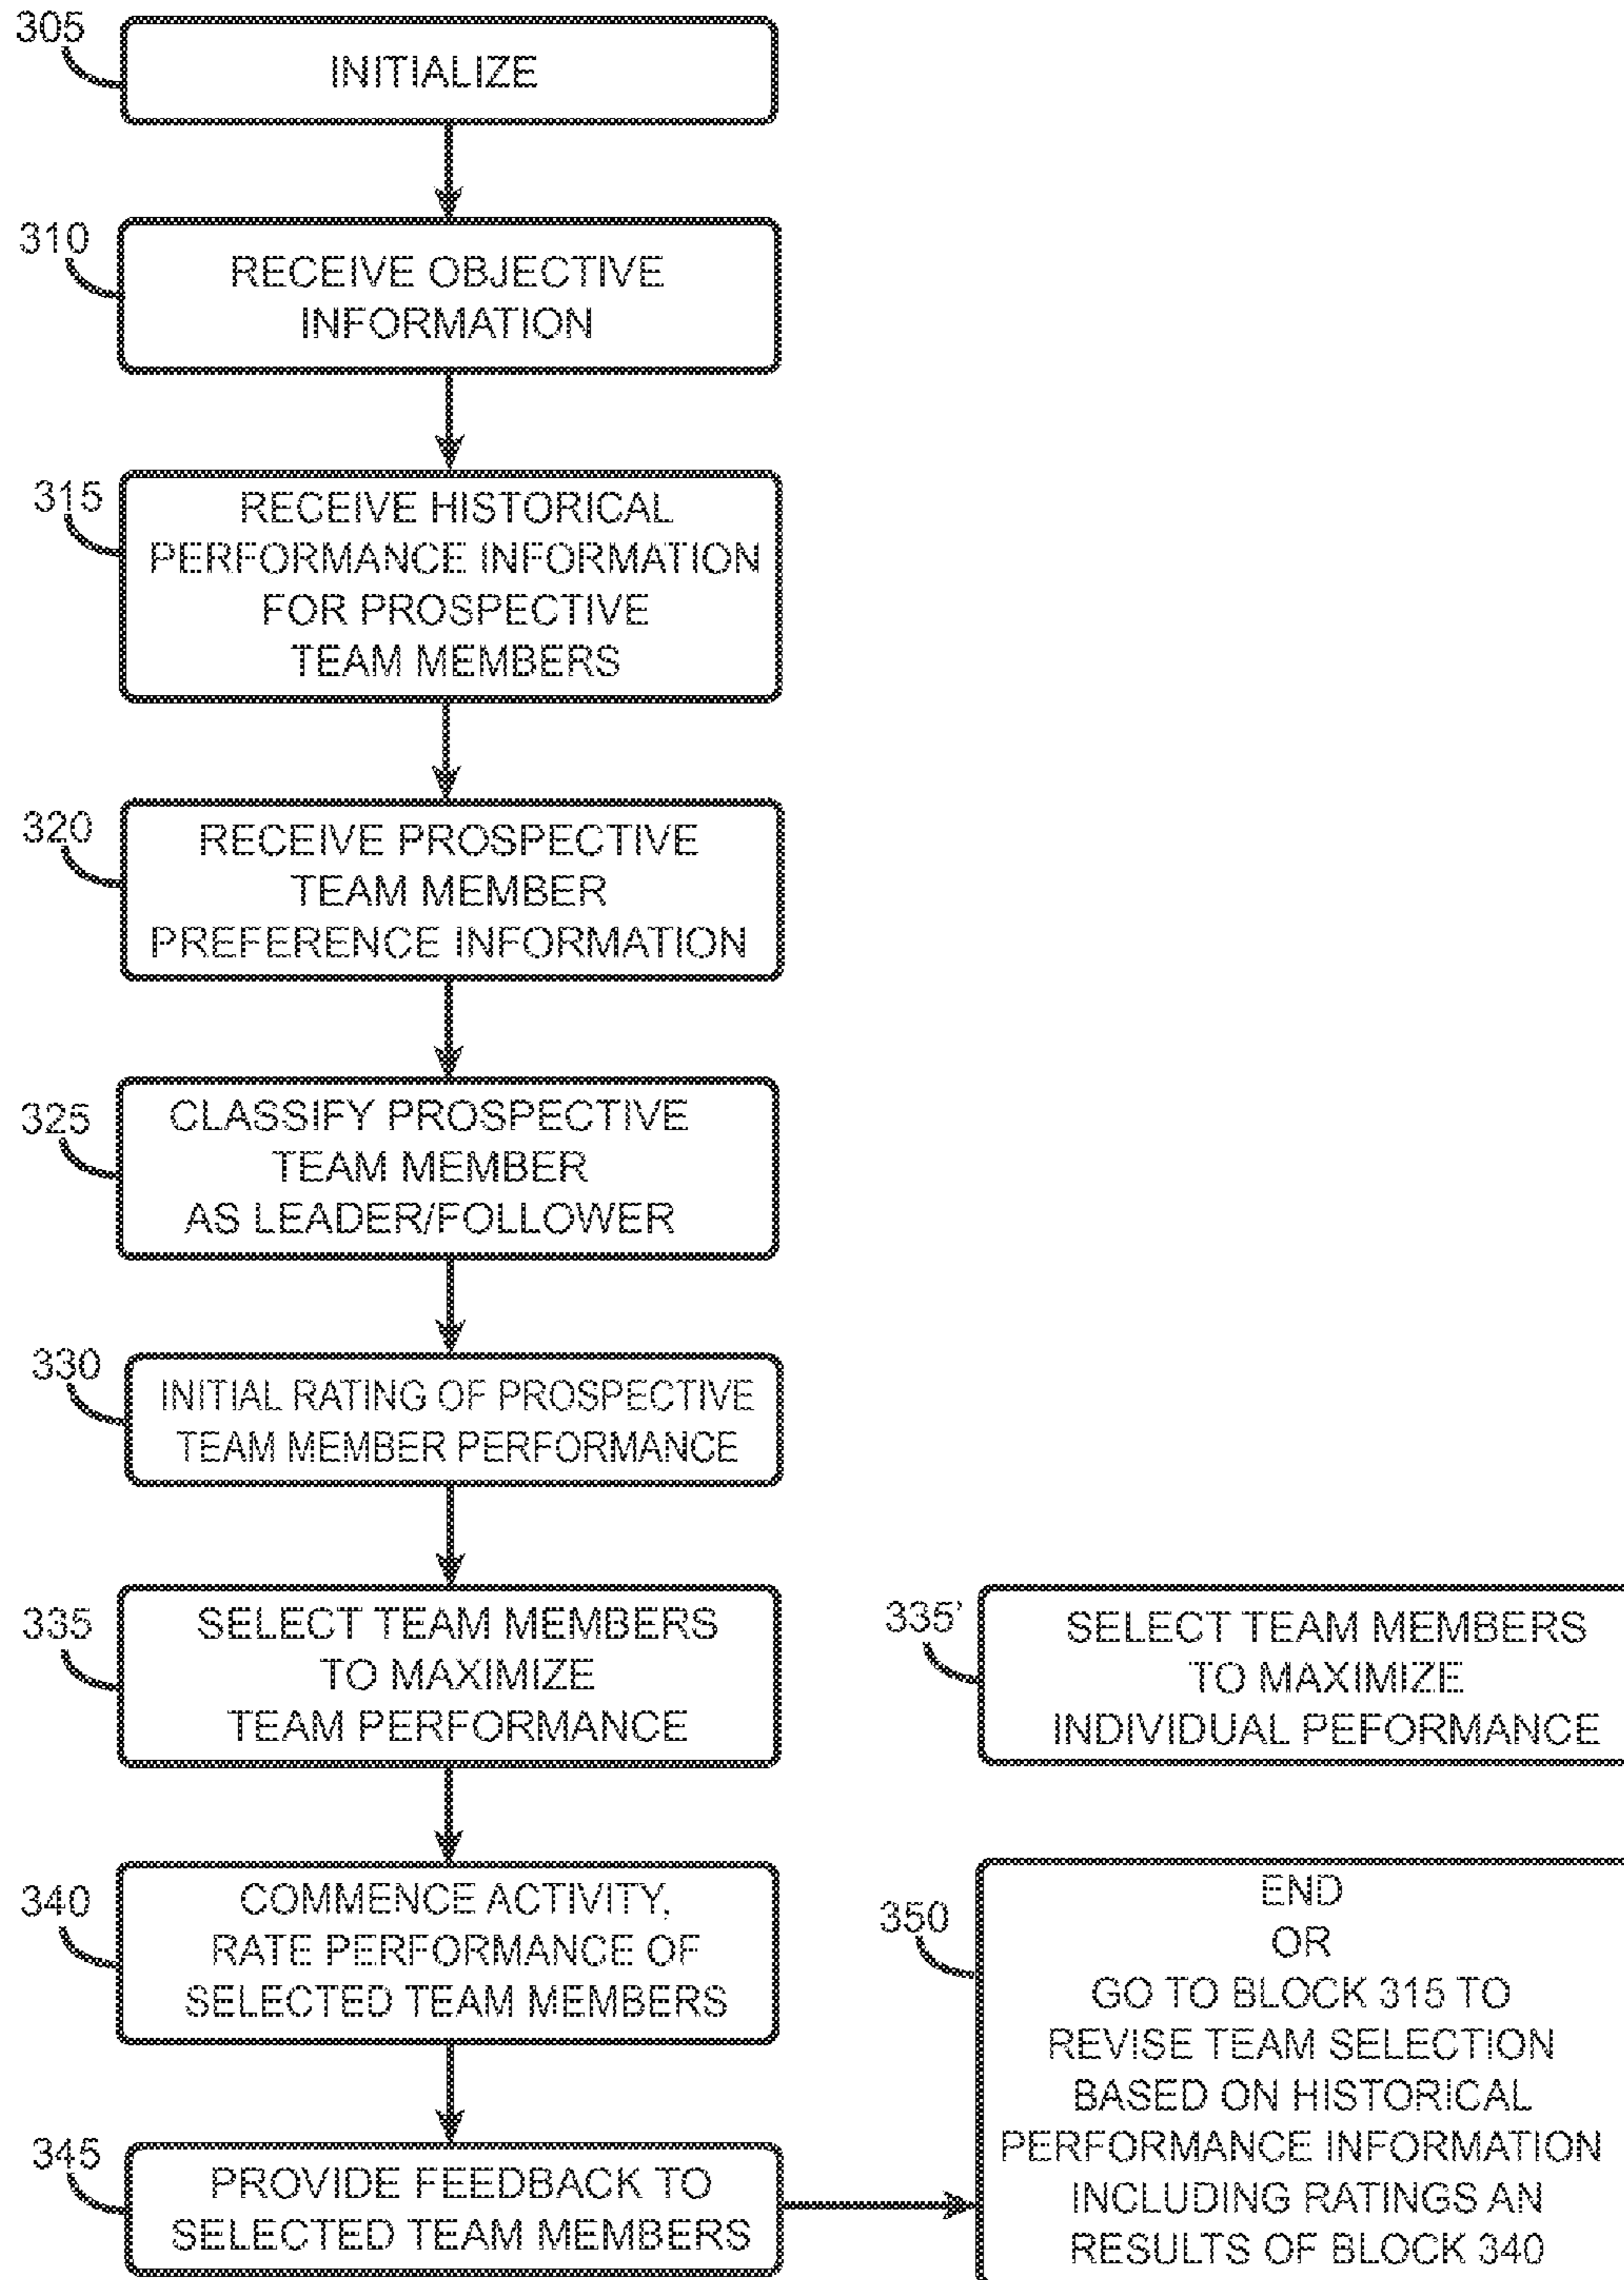 305
INITIALIZE
310
RECEIVE OBJECTIVE
INFORMATION
315
RECEIVE HISTORICAL
PERFORMANCE INFORMATION
FOR PROSPECTIVE
TEAM MEMBERS
320
RECEIVE PROSPECTIVE
TEAM MEMBER
PREFERENCE INFORMATION
325
CLASSIFY PROSPECTIVE
TEAM MEMBER
AS LEADER/FOLLOWER
330
INITIAL RATING OF PROSPECTIVE
TEAM MEMBER PERFORMANCE
335
SELECT TEAM MEMBERS
TO MAXIMIZE
TEAM PERFORMANCE
335’
SELECT TEAM MEMBERS
TO MAXIMIZE
INDIVIDUAL PEFORMANCE
340
COMMENCE ACTIVITY,
RATE PERFORMANCE OF
SELECTED TEAM MEMBERS
345
PROVIDE FEEDBACK TO
SELECTED TEAM MEMBERS
350
END
OR
GO TO BLOCK 315 TO
REVISE TEAM SELECTION
BASED ON HISTORICAL
PERFORMANCE INFORMATION
INCLUDING RATINGS AN
RESULTS OF BLOCK 340